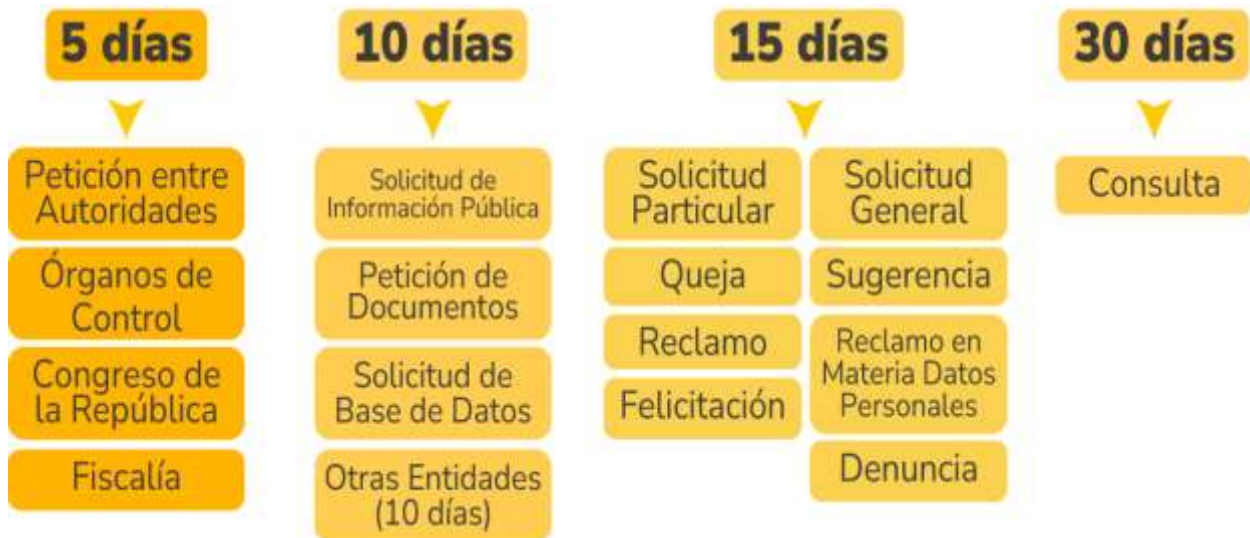 5 días
Petición entre
Autoridades
Órganos de
Control
Congreso de
la República
Fiscalía
10 días
Solicitud de
Información Pública
Petición de
Documentos
Solicitud de
Base de Datos
Otras Entidades
(10 días)
15 días
Solicitud
Particular
Queja
Reclamo
Felicitación
Solicitud
General
Sugerencia
Reclamo en
Materia Datos
Personales
Denuncia
30 días
Consulta